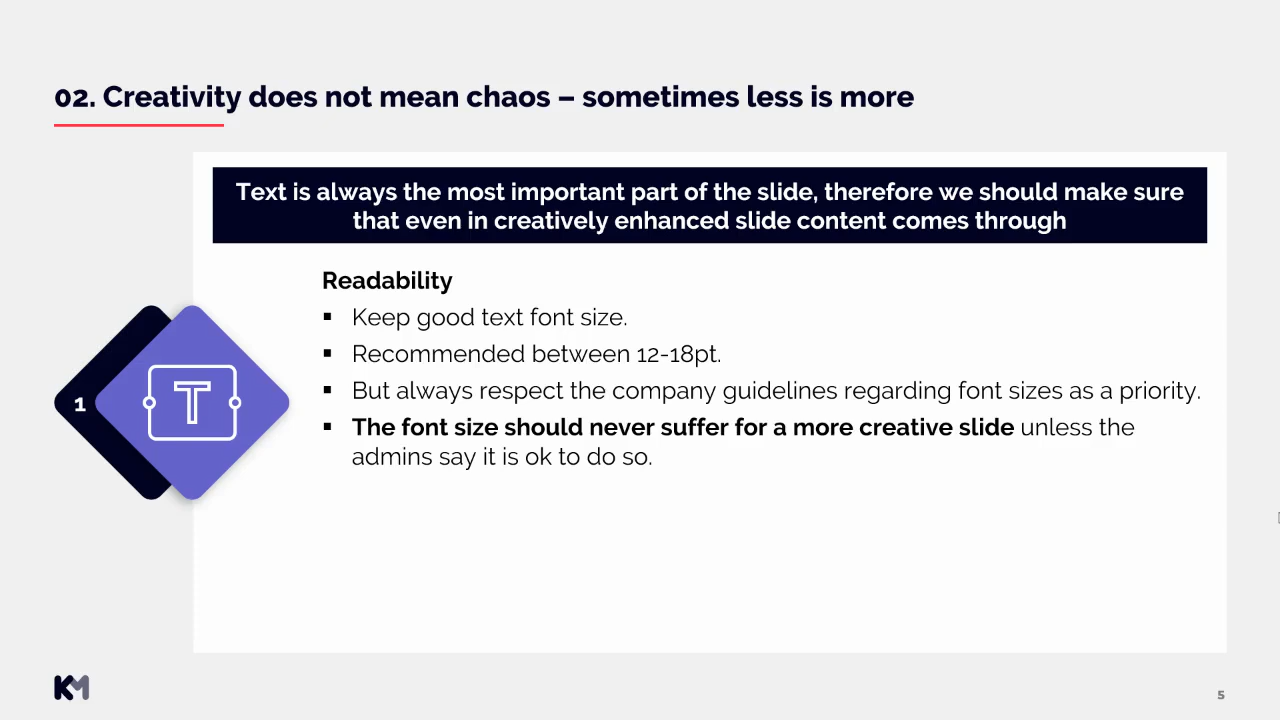 02. Creativity does not mean chaos – sometimes less is more
Text is always the most important part of the slide, therefore we should make sure
that even in creatively enhanced slide content comes through
Readability
▪ Keep good text font size.
▪ Recommended between 12-18pt.
▪ But always respect the company guidelines regarding font sizes as a priority.
▪ The font size should never suffer for a more creative slide unless the
admins say it is ok to do so.
1
T
KM
5